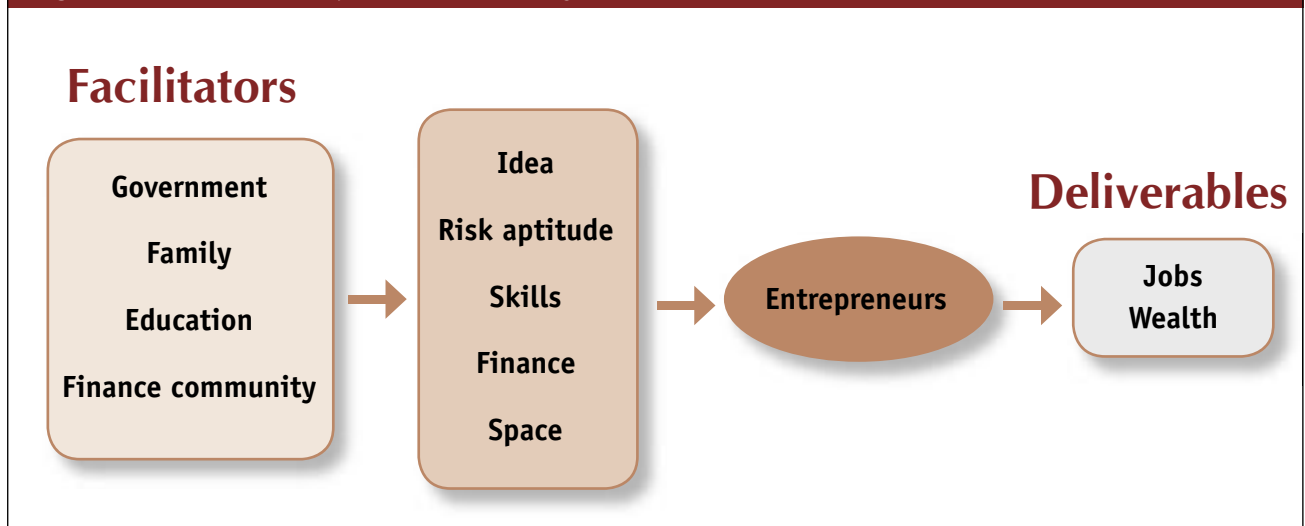 Facilitators
Government
Family
Education
Finance community
Idea
Risk aptitude
Skills
Finance
Space
Entrepreneurs
Deliverables
Jobs
Wealth